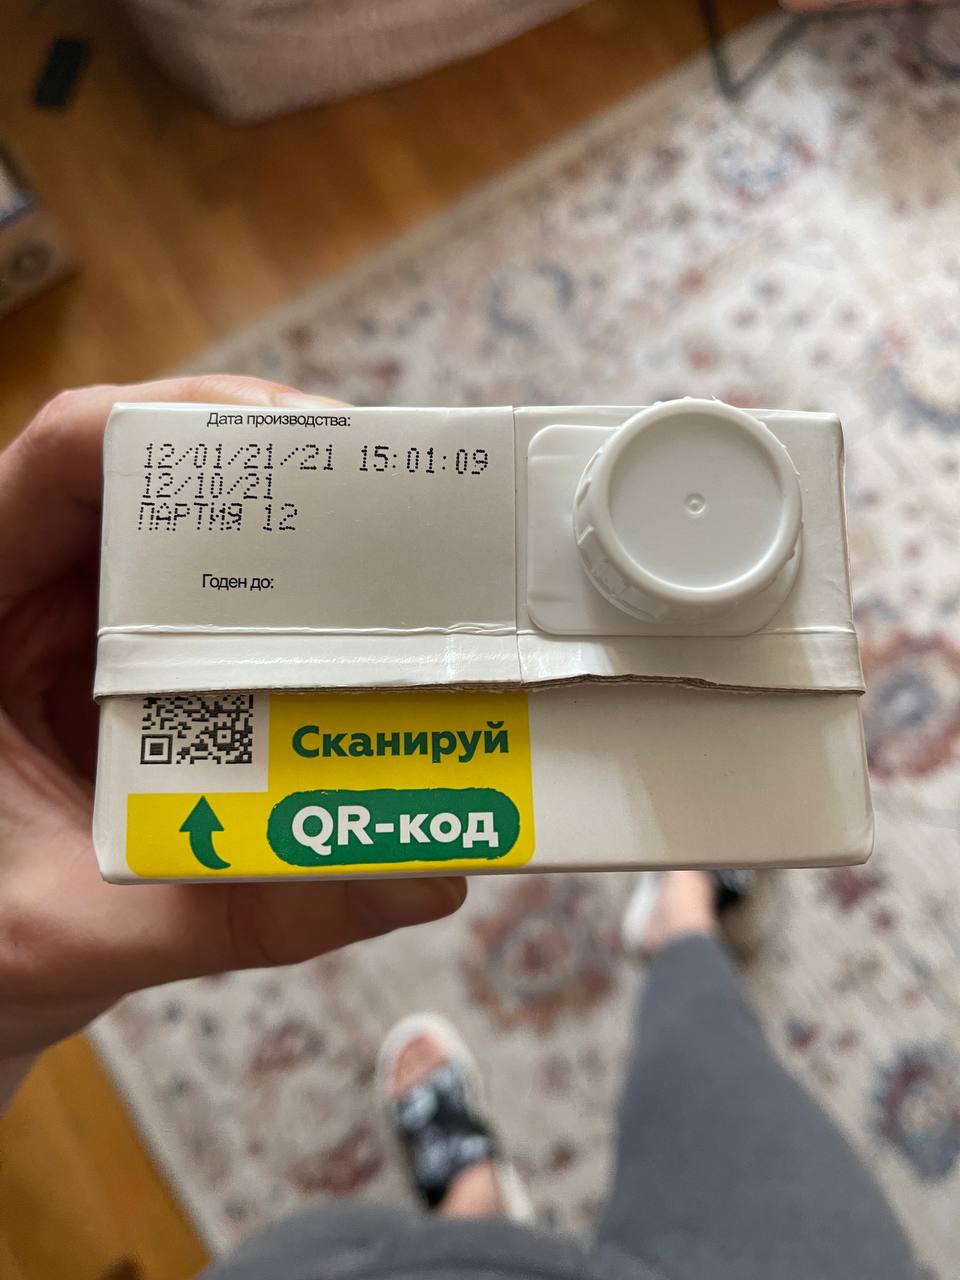 Дата производства:
12/01/21/21 15:01:09
12/10/21
ПАРТИЯ 12
Годен до:
Сканируй
QR-код